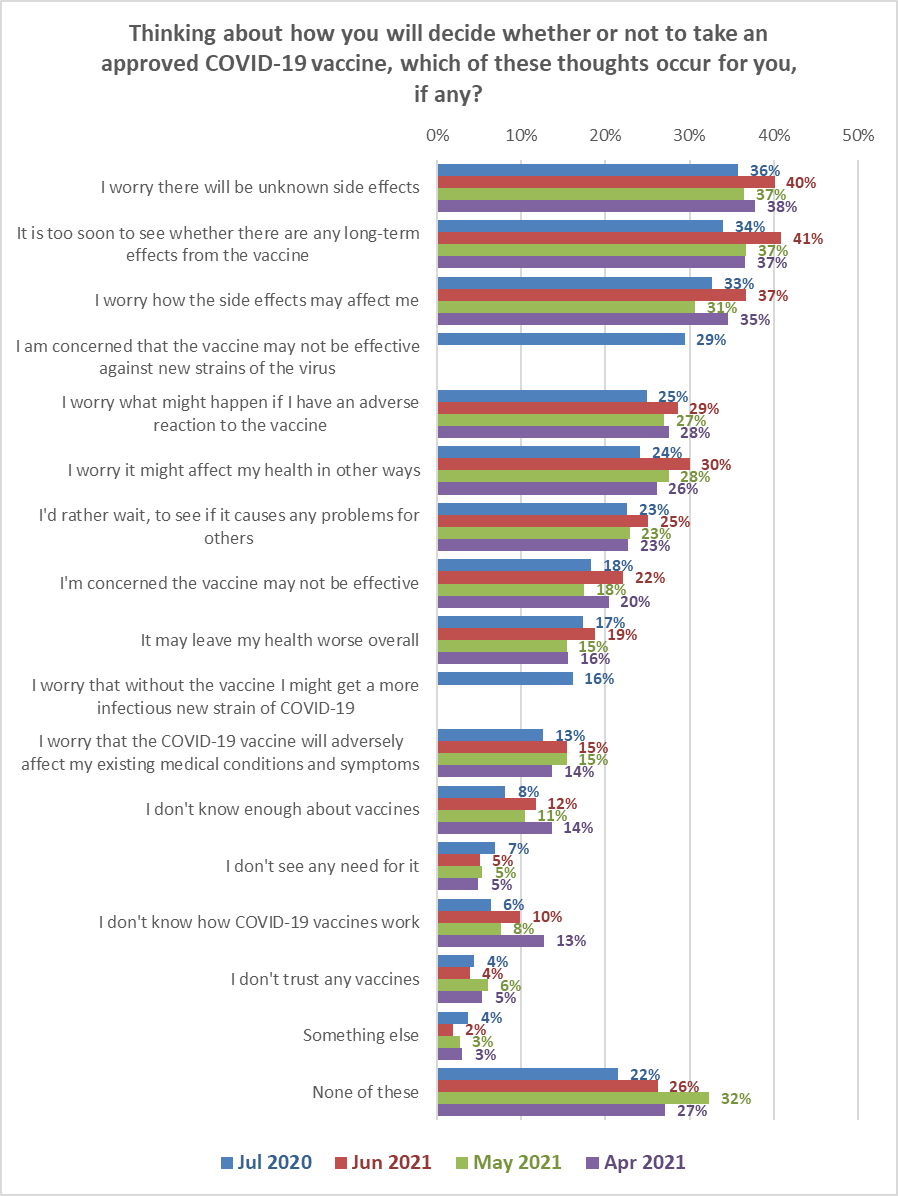 Thinking about how you will decide whether or not to take an
approved COVID-19 vaccine, which of these thoughts occur for you,
if any?
0% 10% 20% 30% 40% 50%
I worry there will be unknown side effects
36%
40%
37%
38%
It is too soon to see whether there are any long-term
effects from the vaccine
34%
41%
37%
37%
I worry how the side effects may affect me
33%
37%
31%
35%
I am concerned that the vaccine may not be effective
against new strains of the virus
29%
I worry what might happen if I have an adverse
reaction to the vaccine
25%
29%
27%
28%
I worry it might affect my health in other ways
24%
30%
28%
26%
I'd rather wait, to see if it causes any problems for
others
23%
25%
23%
23%
I'm concerned the vaccine may not be effective
18%
22%
18%
20%
It may leave my health worse overall
17%
19%
15%
16%
I worry that without the vaccine I might get a more
infectious new strain of COVID-19
16%
I worry that the COVID-19 vaccine will adversely
affect my existing medical conditions and symptoms
13%
15%
15%
14%
I don't know enough about vaccines
8%
12%
11%
14%
I don't see any need for it
7%
5%
5%
5%
I don't know how COVID-19 vaccines work
6%
10%
8%
13%
I don't trust any vaccines
4%
4%
6%
5%
Something else
4%
2%
3%
3%
None of these
22%
26%
32%
27%
Jul 2020 Jun 2021 May 2021 Apr 2021